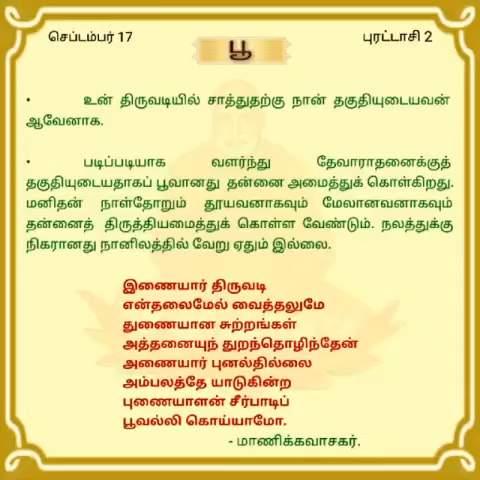 செப்டம்பர் 17
பூ
புரட்டாசி 2
• உன் திருவடியில் சாத்துதற்கு நான் தகுதியுடையவன்
ஆவேனாக.
• படிப்படியாக வளர்ந்து தேவாராதனைக்குத்
தகுதியுடையதாகப் பூவானது தன்னை அமைத்துக் கொள்கிறது.
மனிதன் நாள்தோறும் தூயவனாகவும் மேலானவனாகவும்
தன்னைத் திருத்தியமைத்துக் கொள்ள வேண்டும். நலத்துக்கு
நிகரானது நானிலத்தில் வேறு ஏதும் இல்லை.
இணையார் திருவடி
என்தலைமேல் வைத்தலுமே
துணையான சுற்றங்கள்
அத்தனையுந் துறந்தொழிந்தேன்
அணையார் புனல்தில்லை
அம்பலத்தே யாடுகின்ற
புணையாளன் சீர்பாடிப்
பூவல்லி கொய்யாமோ.
- மாணிக்கவாசகர்.